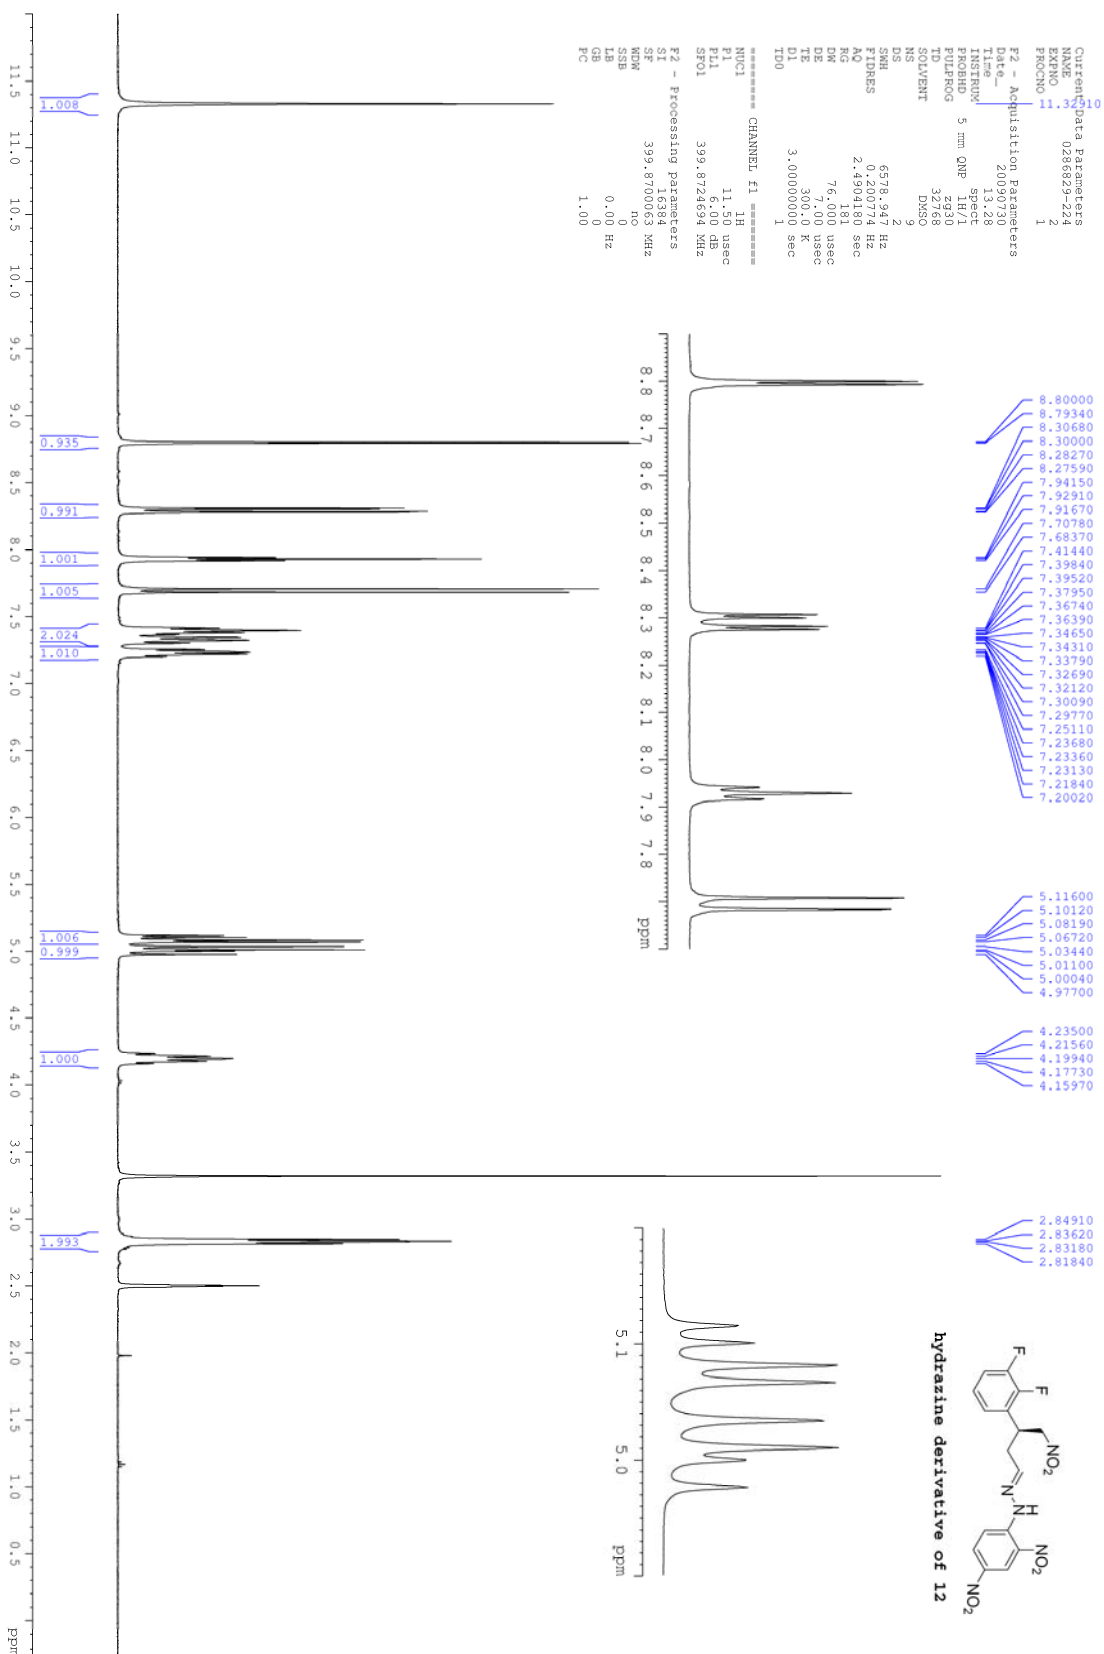 Current Data Parameters
NAME 0286829-224
EXPNO 2
PROCNO 1
F2 - Acquisition Parameters
Date_ 20090730
Time 13.28
INSTRUM spect
PROBHD 5 mm QNP 1H/1
PULPROG zg30
TD 32768
SOLVENT DMSO
NS 9
DS 2
SWH 6578.947 Hz
FIDRES 0.200774 Hz
AQ 2.4904180 sec
RG 181
DW 76.000 usec
DE 7.00 usec
TE 300.0 K
D1 3.00000000 sec
TD0 1
======== CHANNEL f1 ========
NUC1 1H
P1 11.50 usec
PL1 -6.00 dB
SFO1 399.8724694 MHz
F2 - Processing parameters
SI 16384
SF 399.8700063 MHz
WDW no
SSB 0
LB 0.00 Hz
GB 0
PC 1.00
11.32910
8.80000
8.79340
8.30680
8.30000
8.28270
8.27590
7.94150
7.92910
7.91670
7.70780
7.68370
7.41440
7.39840
7.39520
7.37950
7.36740
7.36390
7.34650
7.34310
7.33790
7.32690
7.32120
7.30090
7.29770
7.25110
7.23680
7.23360
7.23130
7.21840
7.20020
5.11600
5.10120
5.08190
5.06720
5.03440
5.01100
5.00040
4.97700
4.23500
4.21560
4.19940
4.17730
4.15970
2.84910
2.83620
2.83180
2.81840
F
F
NO2
N
N
H
NO2
NO2
hydrazine derivative of 12
8.8 8.7 8.6 8.5 8.4 8.3 8.2 8.1 8.0 7.9 7.8 ppm
5.1 5.0 ppm
1.008
0.935
0.991
1.001
1.005
2.024
1.010
1.006
0.999
1.000
1.993
11.5 11.0 10.5 10.0 9.5 9.0 8.5 8.0 7.5 7.0 6.5 6.0 5.5 5.0 4.5 4.0 3.5 3.0 2.5 2.0 1.5 1.0 0.5 ppm